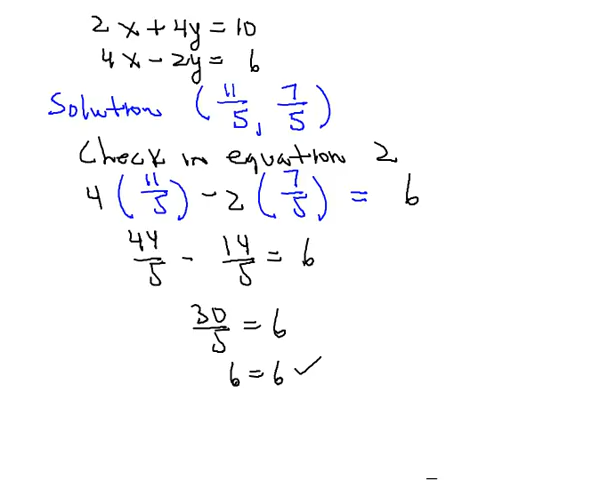 2x + 4y = 10
4x - 2y = 6
Solution (11/5, 7/5)
Check in equation 2
4(11/5) - 2(7/5) = 6
44/5 - 14/5 = 6
30/5 = 6
6 = 6 ✓